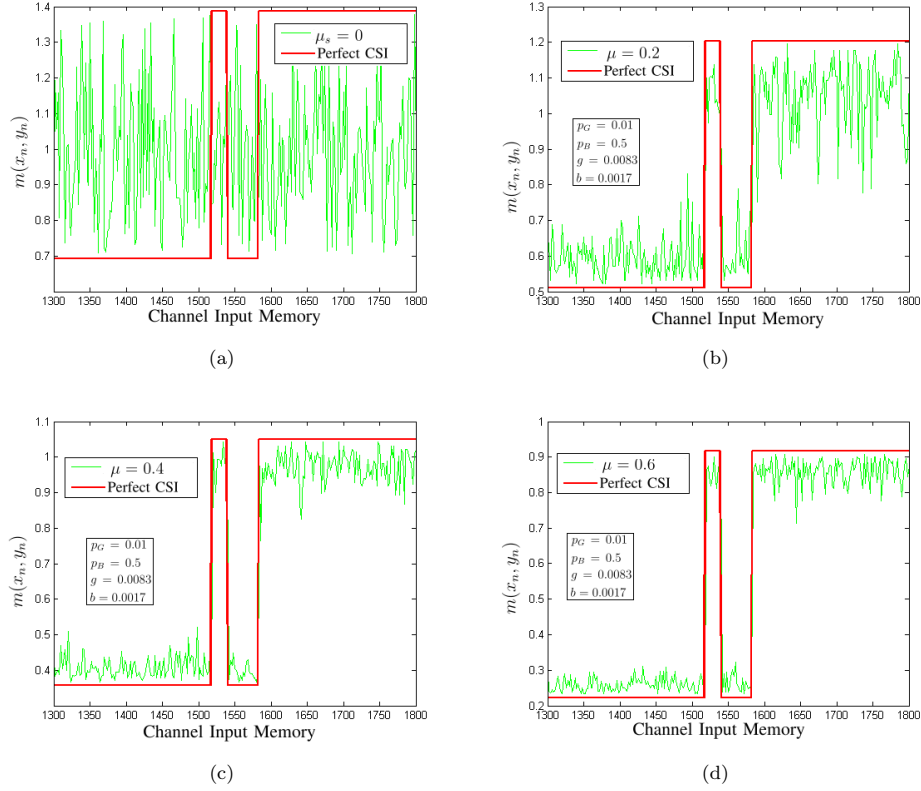 1.4
1.3
1.2
1.1
1
0.9
0.8
0.7
m(x_n, y_n)
μ_s = 0
Perfect CSI
1300 1350 1400 1450 1500 1550 1600 1650 1700 1750 1800
Channel Input Memory
(a)
1.3
1.2
1.1
1
0.9
0.8
0.7
0.6
0.5
m(x_n, y_n)
μ = 0.2
Perfect CSI
p_G = 0.01
p_B = 0.5
g = 0.0083
b = 0.0017
1300 1350 1400 1450 1500 1550 1600 1650 1700 1750 1800
Channel Input Memory
(b)
1.1
1
0.9
0.8
0.7
0.6
0.5
0.4
0.3
m(x_n, y_n)
μ = 0.4
Perfect CSI
p_G = 0.01
p_B = 0.5
g = 0.0083
b = 0.0017
1300 1350 1400 1450 1500 1550 1600 1650 1700 1750 1800
Channel Input Memory
(c)
1
0.9
0.8
0.7
0.6
0.5
0.4
0.3
0.2
m(x_n, y_n)
μ = 0.6
Perfect CSI
p_G = 0.01
p_B = 0.5
g = 0.0083
b = 0.0017
1300 1350 1400 1450 1500 1550 1600 1650 1700 1750 1800
Channel Input Memory
(d)